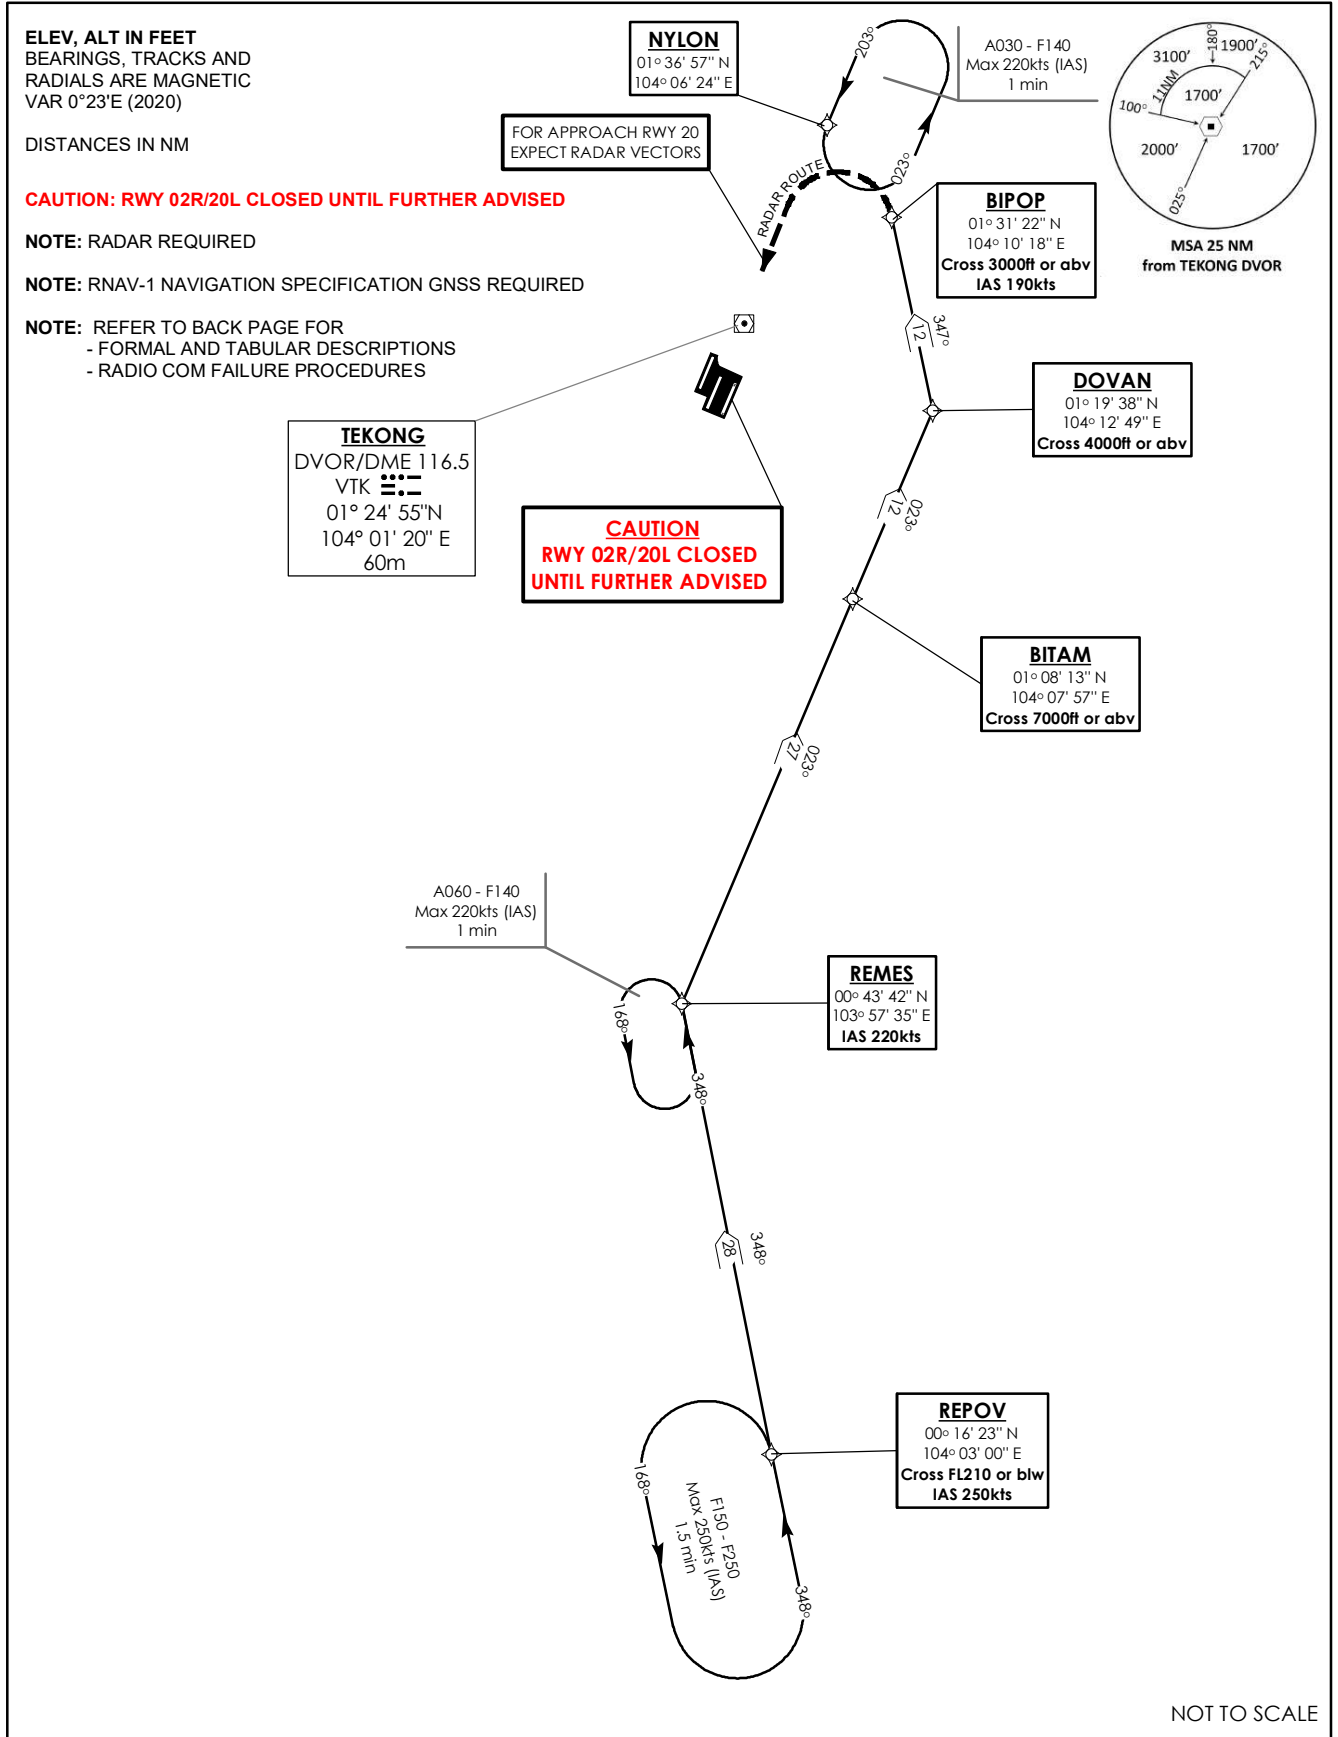 ELEV, ALT IN FEET
BEARINGS, TRACKS AND
RADIALS ARE MAGNETIC
VAR 0°23'E (2020)
DISTANCES IN NM
CAUTION: RWY 02R/20L CLOSED UNTIL FURTHER ADVISED
NOTE: RADAR REQUIRED
NOTE: RNAV-1 NAVIGATION SPECIFICATION GNSS REQUIRED
NOTE: REFER TO BACK PAGE FOR
- FORMAL AND TABULAR DESCRIPTIONS
- RADIO COM FAILURE PROCEDURES
NYLON
01° 36' 57" N
104° 06' 24" E
203°
023°
A030 - F140
Max 220kts (IAS)
1 min
3100'
180°
1900'
215°
11NM
1700'
100°
2000'
1700'
025°
MSA 25 NM
from TEKONG DVOR
FOR APPROACH RWY 20
EXPECT RADAR VECTORS
RADAR ROUTE
BIPOP
01° 31' 22" N
104° 10' 18" E
Cross 3000ft or abv
IAS 190kts
347°
12
DOVAN
01° 19' 38" N
104° 12' 49" E
Cross 4000ft or abv
TEKONG
DVOR/DME 116.5
VTK
01° 24' 55"N
104° 01' 20" E
60m
CAUTION
RWY 02R/20L CLOSED
UNTIL FURTHER ADVISED
023°
12
BITAM
01° 08' 13" N
104° 07' 57" E
Cross 7000ft or abv
023°
27
A060 - F140
Max 220kts (IAS)
1 min
REMES
00° 43' 42" N
103° 57' 35" E
IAS 220kts
168°
348°
348°
28
REPOV
00° 16' 23" N
104° 03' 00" E
Cross FL210 or blw
IAS 250kts
168°
F150 - F250
Max 250kts (IAS)
1.5 min
348°
NOT TO SCALE